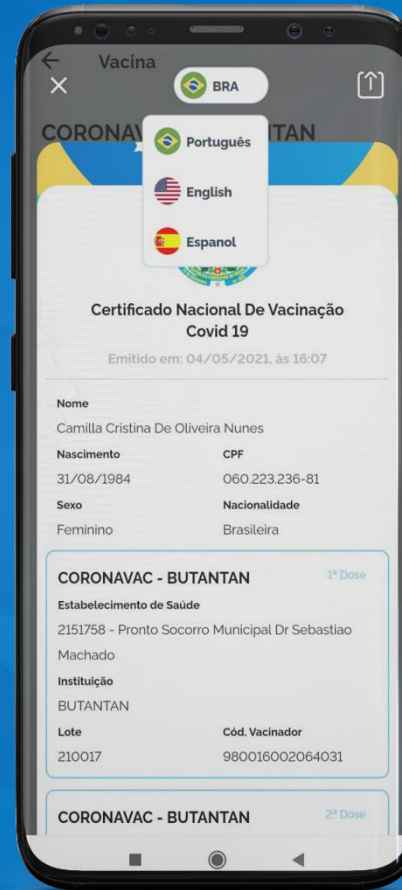 Vacina
BRA
CORONAV
TAN
Português
English
Espanol
Certificado Nacional De Vacinação
Covid 19
Emitido em: 04/05/2021, às 16:07
Nome
Camilla Cristina De Oliveira Nunes
Nascimento CPF
31/08/1984 060.223.236-81
Sexo Nacionalidade
Feminino Brasileira
CORONAVAC - BUTANTAN 1ª Dose
Estabelecimento de Saúde
2151758 - Pronto Socorro Municipal Dr Sebastiao
Machado
Instituição
BUTANTAN
Lote Cód. Vacinador
210017 980016002064031
CORONAVAC - BUTANTAN 2ª Dose